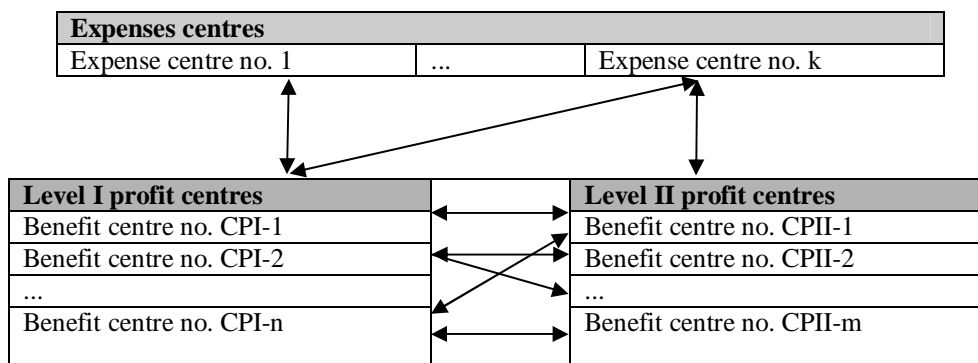 Expenses centres
Expense centre no. 1 ... Expense centre no. k
Level I profit centres Level II profit centres
Benefit centre no. CPI-1 Benefit centre no. CPII-1
Benefit centre no. CPI-2 Benefit centre no. CPII-2
... ...
Benefit centre no. CPI-n Benefit centre no. CPII-m